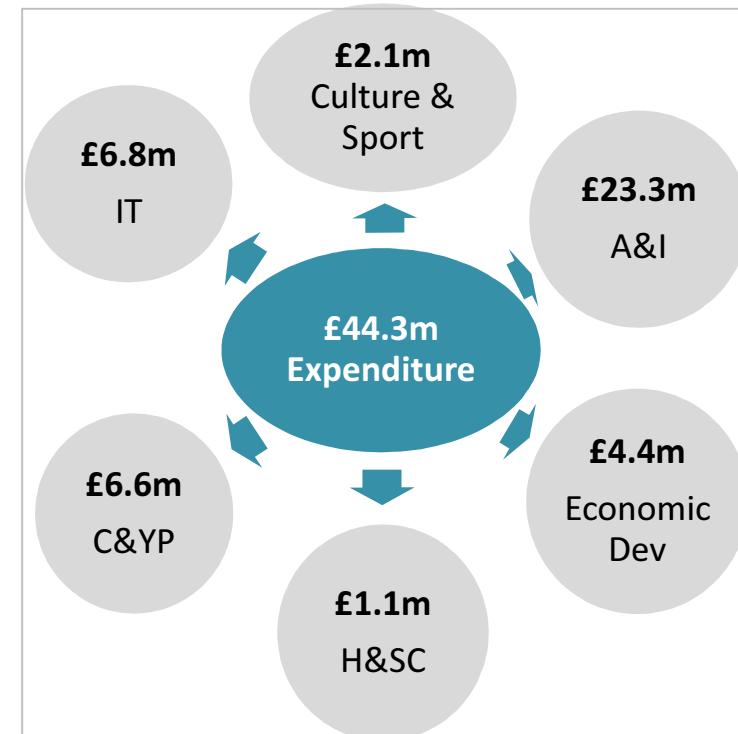 £2.1m
Culture &
Sport
£6.8m
IT
£23.3m
A&I
£44.3m
Expenditure
£6.6m
C&YP
£4.4m
Economic
Dev
£1.1m
H&SC